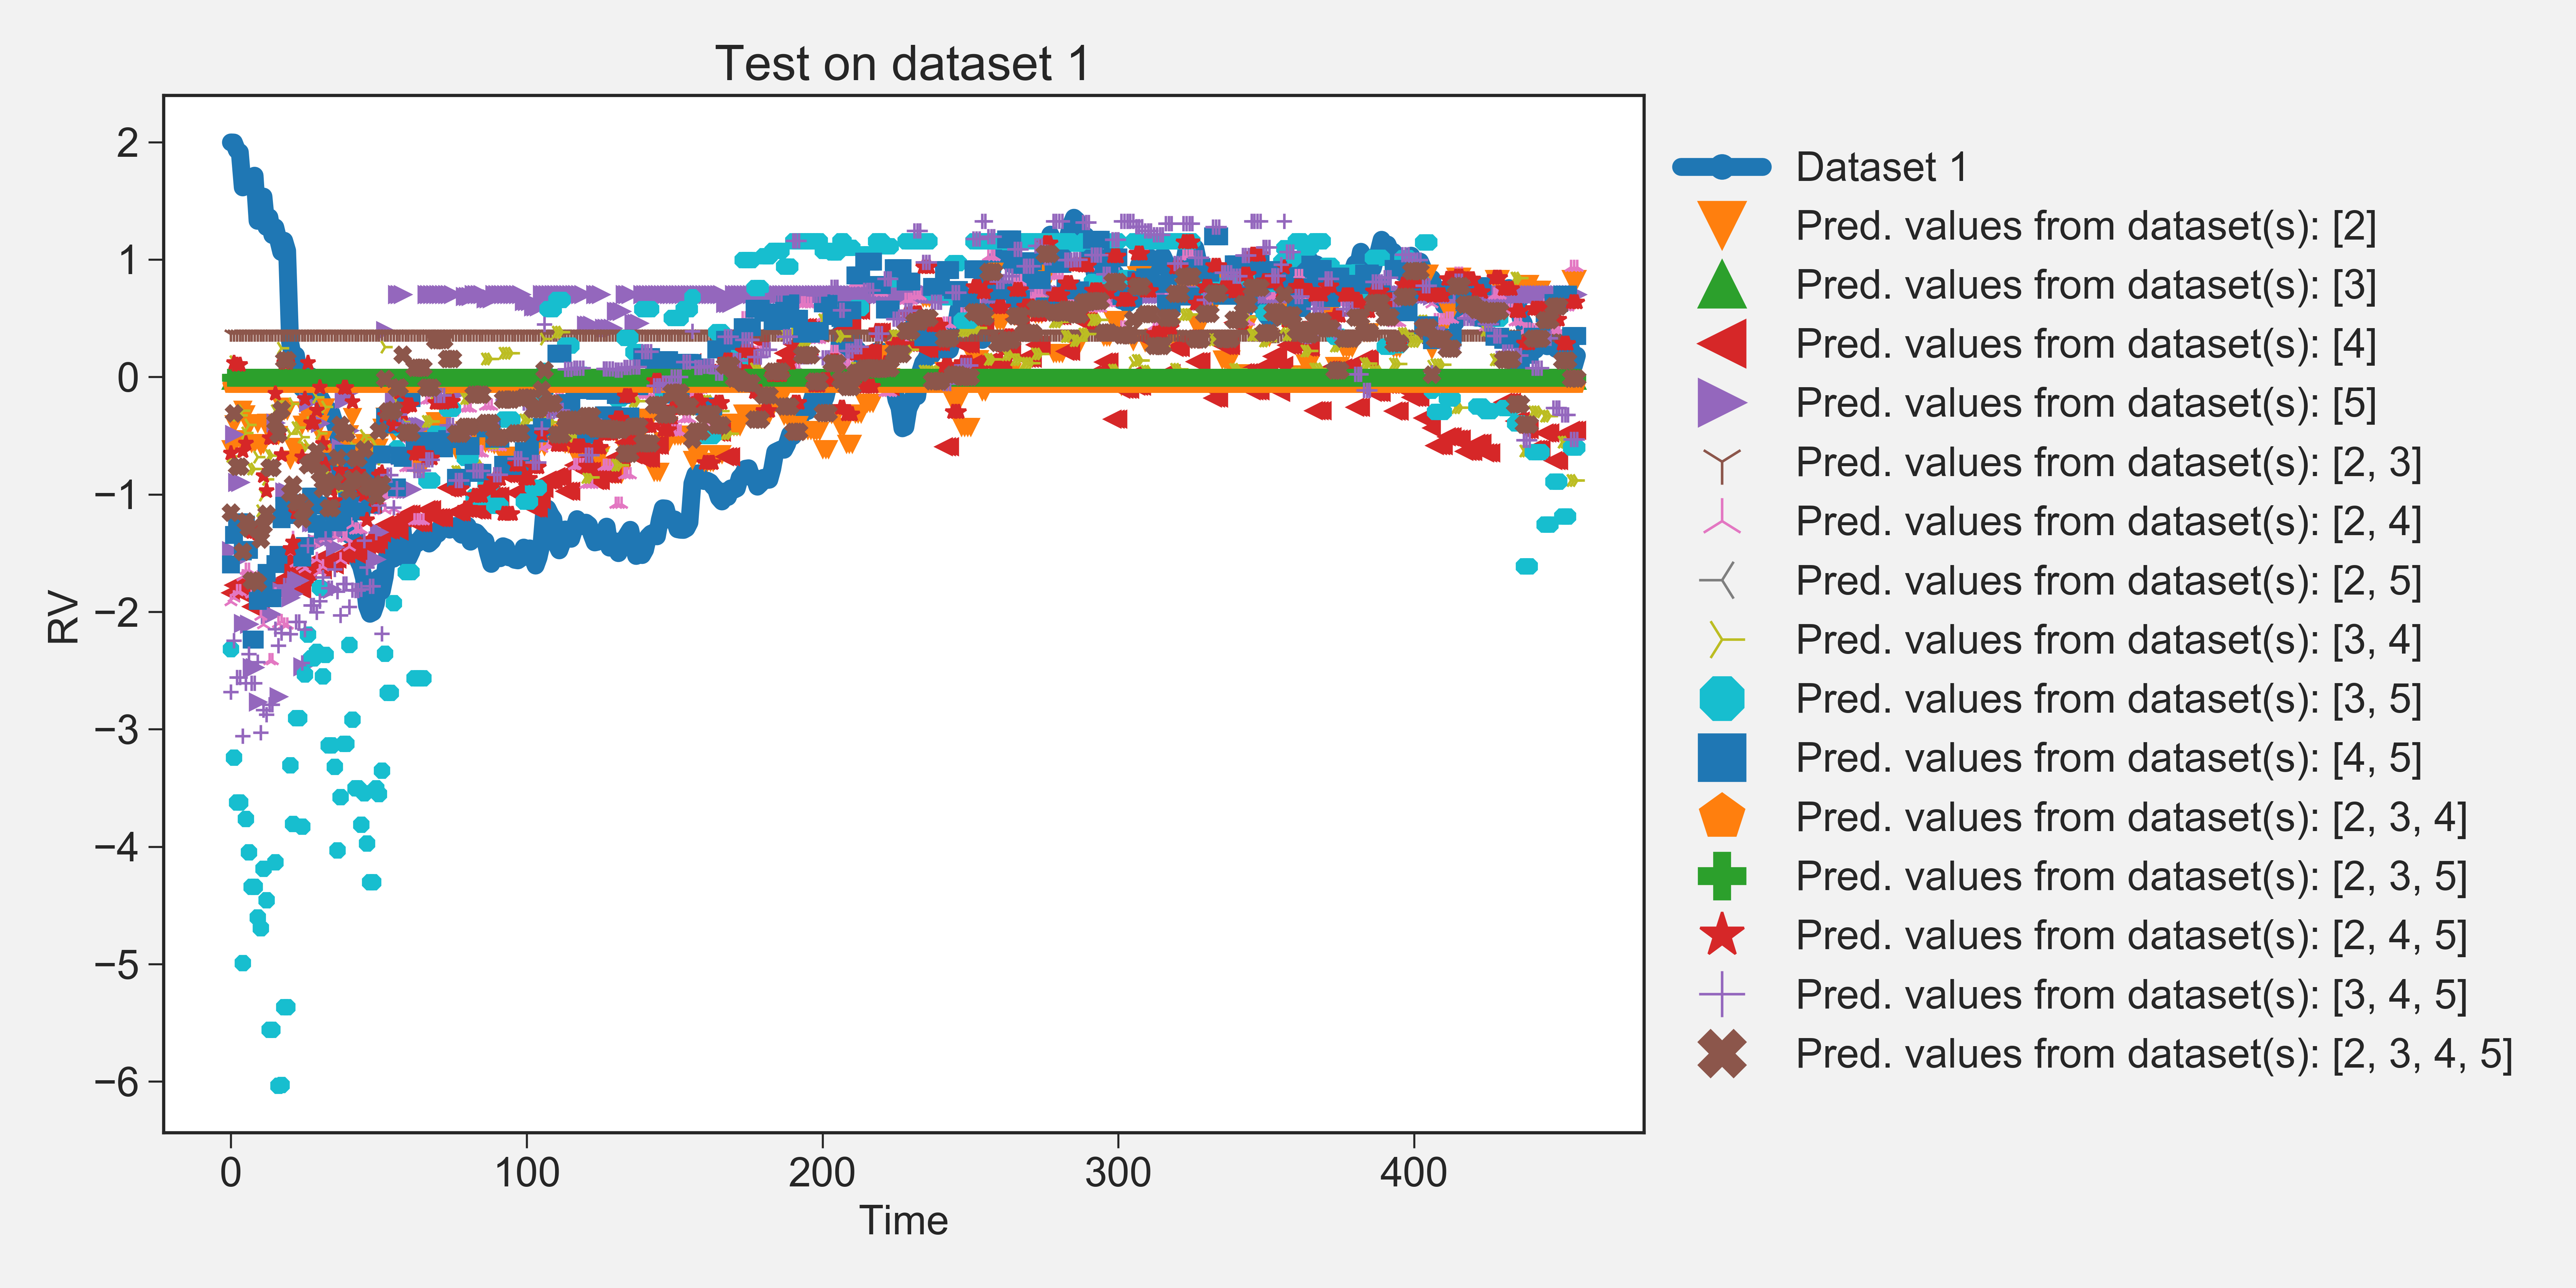 Test on dataset 1
2
1
0
−1
−2
−3
−4
−5
−6
RV
0 100 200 300 400
Time
Dataset 1
Pred. values from dataset(s): [2]
Pred. values from dataset(s): [3]
Pred. values from dataset(s): [4]
Pred. values from dataset(s): [5]
Pred. values from dataset(s): [2, 3]
Pred. values from dataset(s): [2, 4]
Pred. values from dataset(s): [2, 5]
Pred. values from dataset(s): [3, 4]
Pred. values from dataset(s): [3, 5]
Pred. values from dataset(s): [4, 5]
Pred. values from dataset(s): [2, 3, 4]
Pred. values from dataset(s): [2, 3, 5]
Pred. values from dataset(s): [2, 4, 5]
Pred. values from dataset(s): [3, 4, 5]
Pred. values from dataset(s): [2, 3, 4, 5]